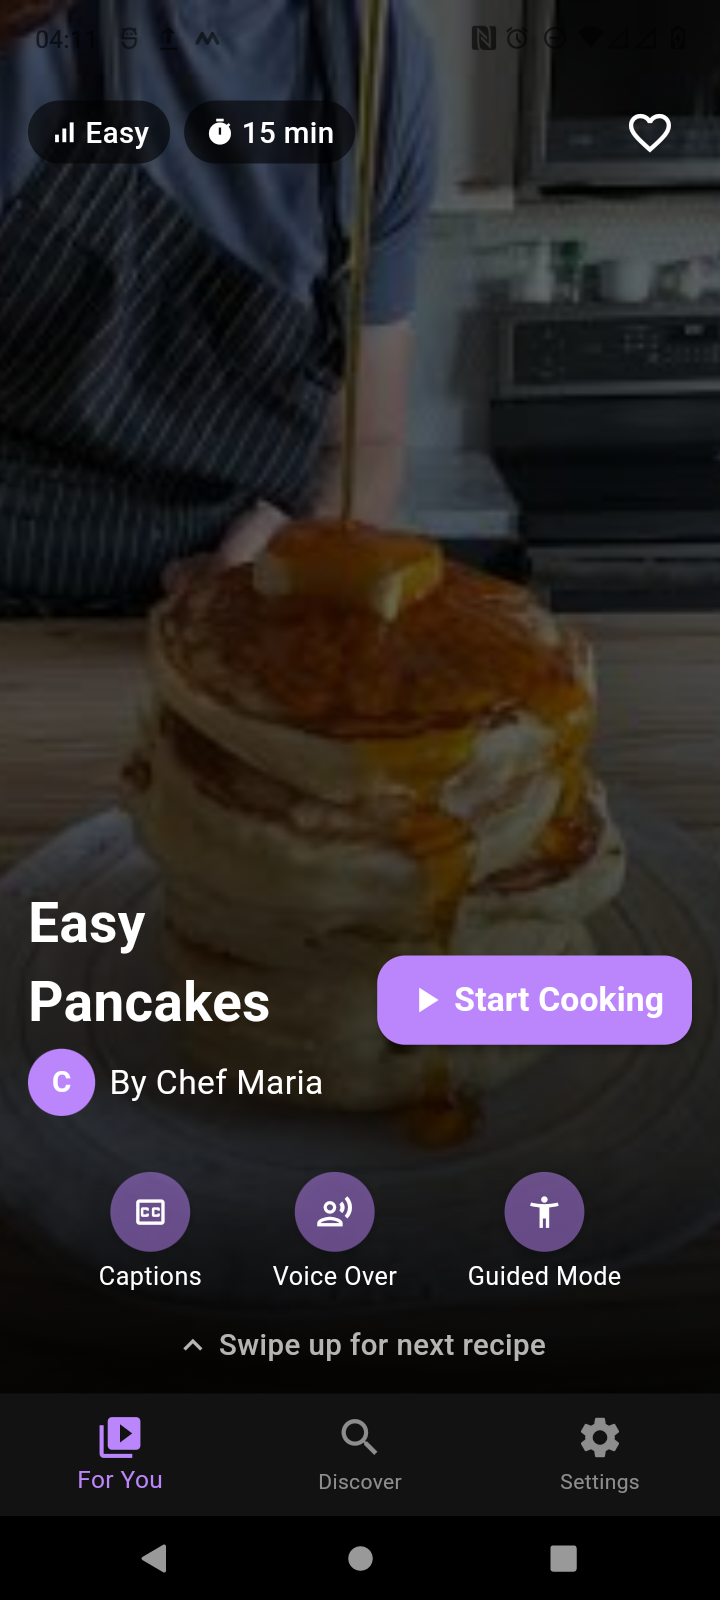 04:11
Easy
15 min
Easy
Pancakes
Start Cooking
C
By Chef Maria
CC
Captions
Voice Over
Guided Mode
Swipe up for next recipe
For You
Discover
Settings